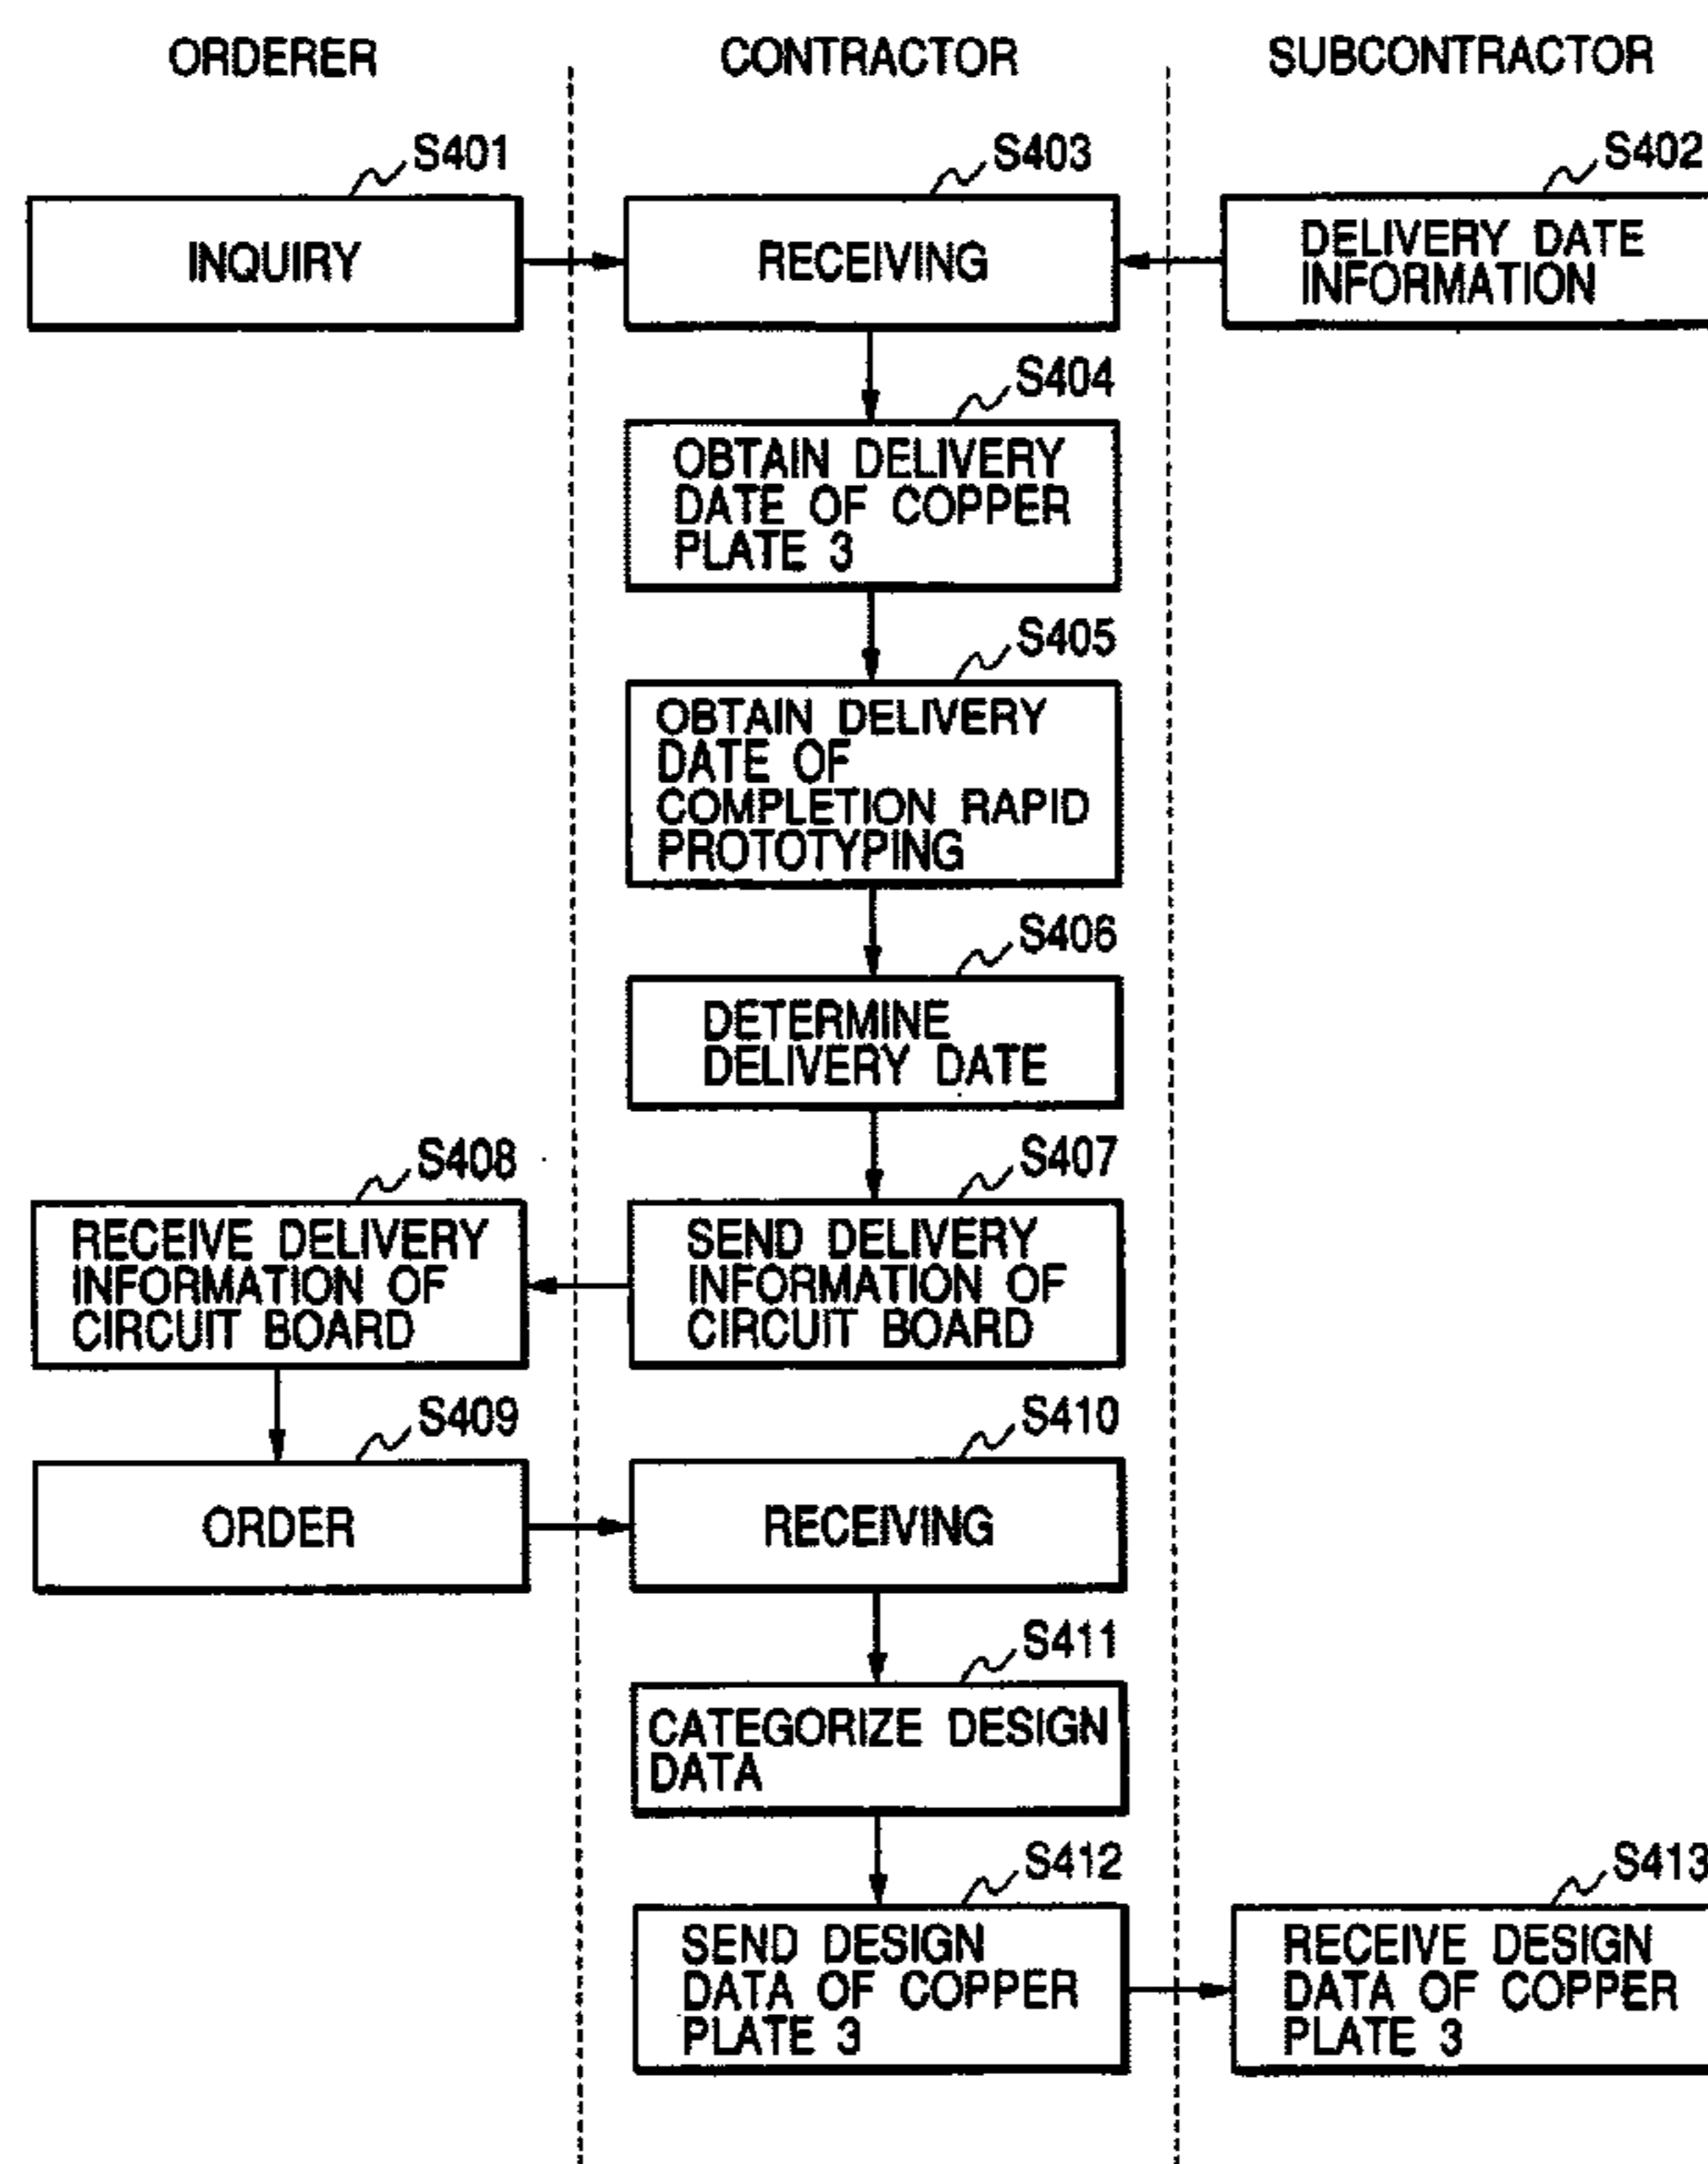 ORDERER
CONTRACTOR
SUBCONTRACTOR
S401
S403
S402
INQUIRY
RECEIVING
DELIVERY DATE
INFORMATION
S404
OBTAIN DELIVERY
DATE OF COPPER
PLATE 3
S405
OBTAIN DELIVERY
DATE OF
COMPLETION RAPID
PROTOTYPING
S406
DETERMINE
DELIVERY DATE
S408
S407
RECEIVE DELIVERY
INFORMATION OF
CIRCUIT BOARD
SEND DELIVERY
INFORMATION OF
CIRCUIT BOARD
S409
S410
ORDER
RECEIVING
S411
CATEGORIZE DESIGN
DATA
S412
S413
SEND DESIGN
DATA OF COPPER
PLATE 3
RECEIVE DESIGN
DATA OF COPPER
PLATE 3